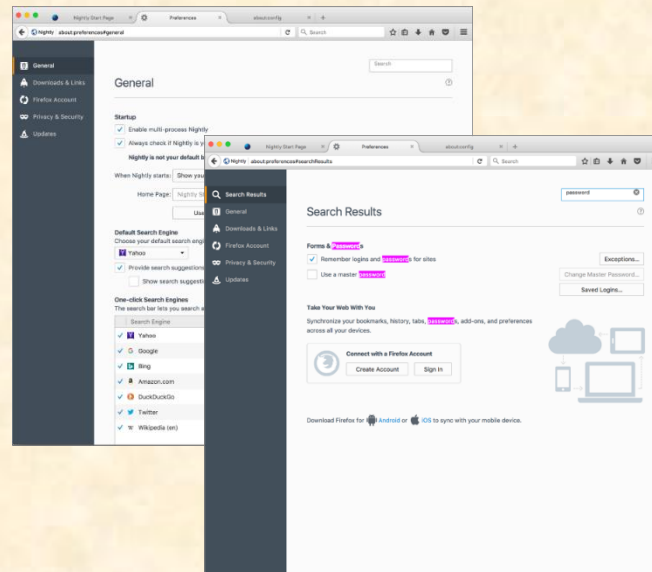 Nightly Start Page
Preferences
about:config
Nightly about:preferences#general
Search
General
Downloads & Links
Firefox Account
Privacy & Security
Updates
Search
General
Startup
Enable multi-process Nightly
Always check if Nightly is y
Nightly is not your default b
When Nightly starts: Show you
Home Page: Nightly St
Use
Default Search Engine
Choose your default search engi
Yahoo
Provide search suggestions
Show search suggesti
One-click Search Engines
The search bar lets you search a
Search Engine
Yahoo
Google
Bing
Amazon.com
DuckDuckGo
Twitter
Wikipedia (en)
Nightly Start Page
Preferences
about:config
Nightly about:preferences#searchResults
Search
Search Results
General
Downloads & Links
Firefox Account
Privacy & Security
Updates
password
Search Results
Forms & Passwords
Remember logins and passwords for sites
Exceptions...
Use a master password
Change Master Password...
Saved Logins...
Take Your Web With You
Synchronize your bookmarks, history, tabs, passwords, add-ons, and preferences
across all your devices.
Connect with a Firefox Account
Create Account
Sign In
Download Firefox for Android or iOS to sync with your mobile device.